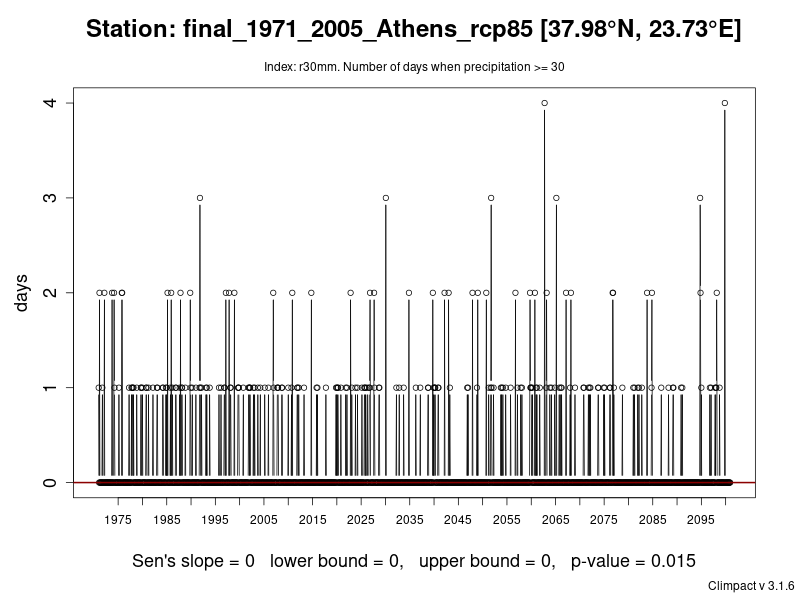 Station: final_1971_2005_Athens_rcp85 [37.98°N, 23.73°E]
Index: r30mm. Number of days when precipitation >= 30
4
3
2
1
0
days
1975 1985 1995 2005 2015 2025 2035 2045 2055 2065 2075 2085 2095
Sen's slope = 0 lower bound = 0, upper bound = 0, p-value = 0.015
Climpact v 3.1.6